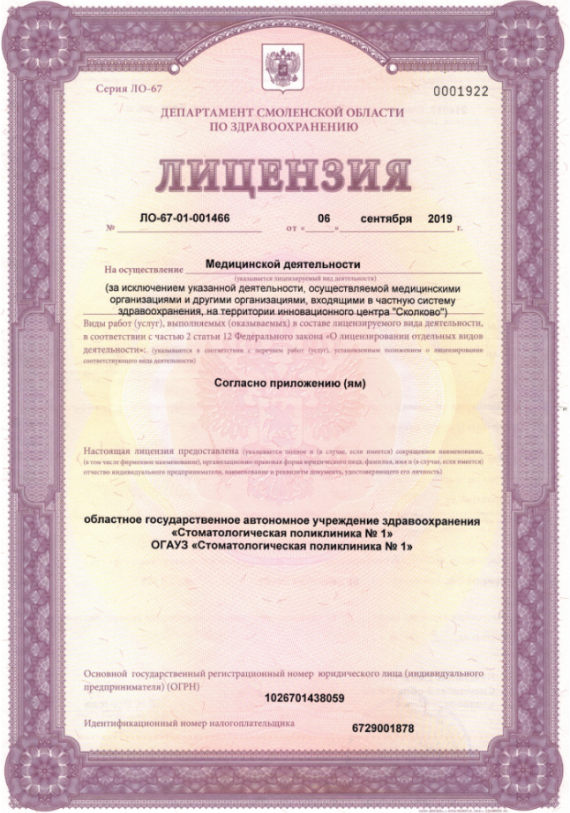 Серия ЛО-67
0001922
ДЕПАРТАМЕНТ СМОЛЕНСКОЙ ОБЛАСТИ
ПО ЗДРАВООХРАНЕНИЮ
ЛИЦЕНЗИЯ
№ ЛО-67-01-001466 от « 06 » сентября 2019 г.
На осуществление Медицинской деятельности
(указывается лицензируемый вид деятельности)
(за исключением указанной деятельности, осуществляемой медицинскими
организациями и другими организациями, входящими в частную систему
здравоохранения, на территории инновационного центра "Сколково")
Виды работ (услуг), выполняемых (оказываемых) в составе лицензируемого вида деятельности,
в соответствии с частью 2 статьи 12 Федерального закона «О лицензировании отдельных видов
деятельности»: (указывается в соответствии с перечнем работ (услуг), установленным положением о лицензировании
соответствующего вида деятельности)
Согласно приложению (ям)
Настоящая лицензия предоставлена (указывается полное и (в случае, если имеется) сокращенное наименование,
(в том числе фирменное наименование), организационно-правовая форма юридического лица, фамилия, имя и (в случае, если имеется)
отчество индивидуального предпринимателя, наименование и реквизиты документа, удостоверяющего его личность)
областное государственное автономное учреждение здравоохранения
«Стоматологическая поликлиника № 1»
ОГАУЗ «Стоматологическая поликлиника № 1»
Основной государственный регистрационный номер юридического лица (индивидуального
предпринимателя) (ОГРН)
1026701438059
Идентификационный номер налогоплательщика 6729001878